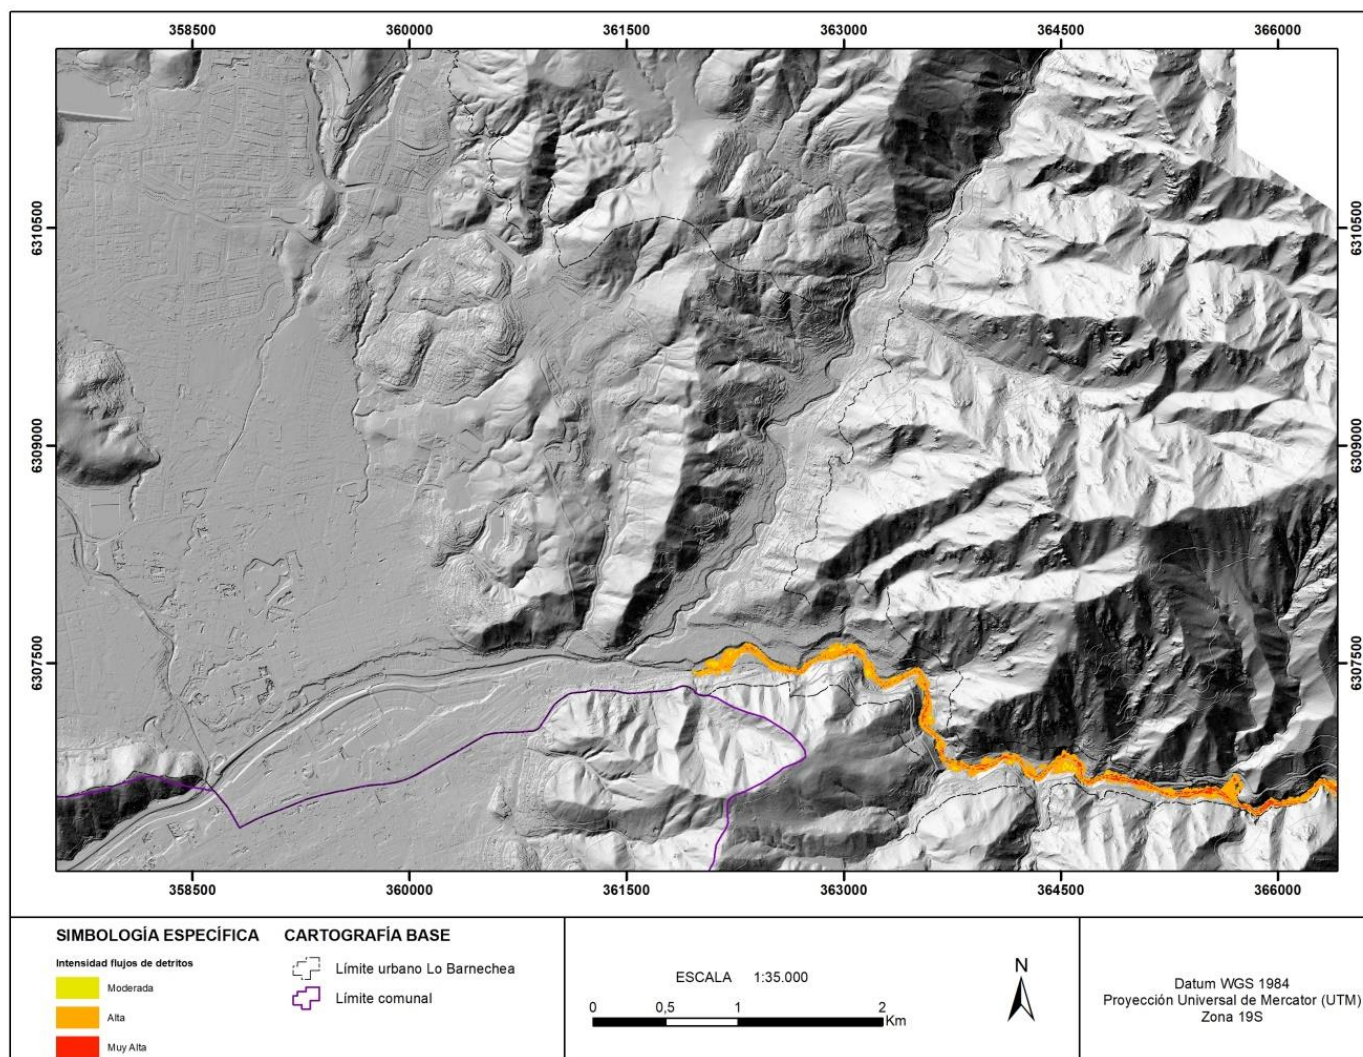 358500 360000 361500 363000 364500 366000
6310500 6310500
6309000 6309000
6307500 6307500
358500 360000 361500 363000 364500 366000
SIMBOLOGÍA ESPECÍFICA
Intensidad flujos de detritos
Moderada
Alta
Muy Alta
CARTOGRAFÍA BASE
Límite urbano Lo Barnechea
Límite comunal
ESCALA 1:35.000
0 0,5 1 2
Km
N
Datum WGS 1984
Proyección Universal de Mercator (UTM)
Zona 19S